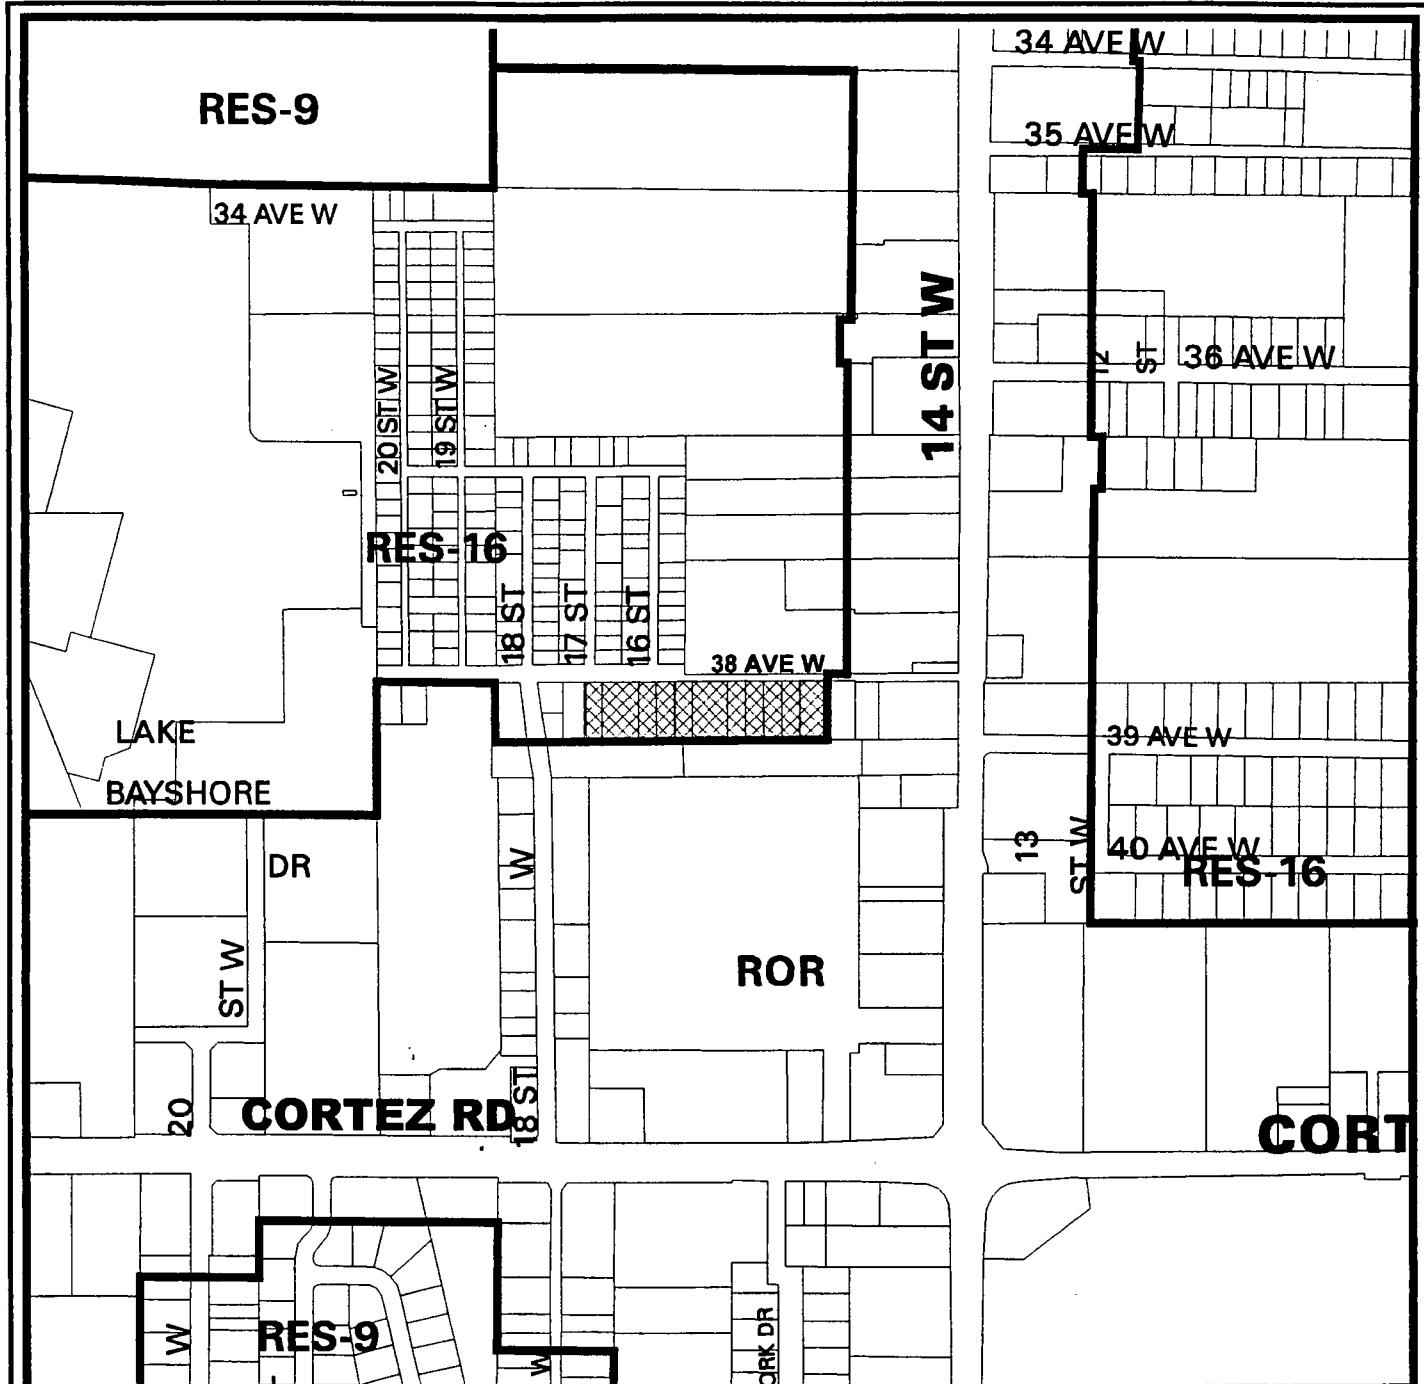 34 AVE W
RES-9
35 AVE W
34 AVE W
14 ST W
12
ST
36 AVE W
20 ST W
19 ST W
RES-16
18 ST
17 ST
16 ST
38 AVE W
LAKE
39 AVE W
BAYSHORE
13
ST W
40 AVE W
RES-16
DR
W
ST W
ROR
20
CORTEZ RD
18 ST
CORT
W
RES-9
W
ORK DR